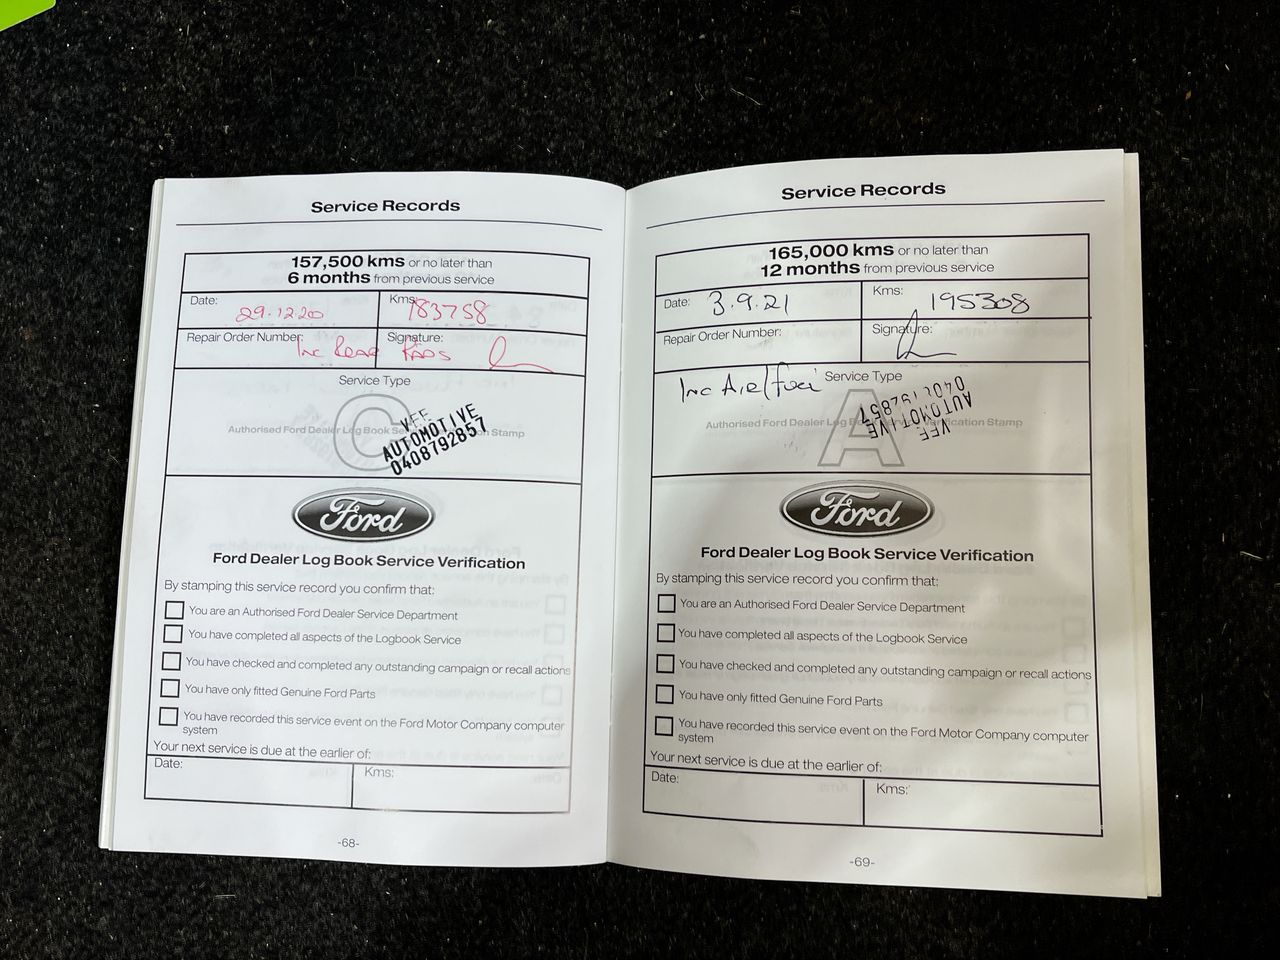 Service Records
157,500 kms or no later than
6 months from previous service
Date: 29.12.20
Kms: 183758
Repair Order Number: Inc Rear Pads
Signature:
Service Type
C
Authorised Ford Dealer Log Book Se n Stamp
VFF
AUTOMOTIVE
0408792857
Ford
Ford Dealer Log Book Service Verification
By stamping this service record you confirm that:
You are an Authorised Ford Dealer Service Department
You have completed all aspects of the Logbook Service
You have checked and completed any outstanding campaign or recall actions
You have only fitted Genuine Ford Parts
You have recorded this service event on the Ford Motor Company computer
system
Your next service is due at the earlier of:
Date:
Kms:
-68-
Service Records
165,000 kms or no later than
12 months from previous service
Date: 3.9.21
Kms: 195308
Repair Order Number:
Signature:
Service Type
Inc Air/fuel
A
Authorised Ford Dealer Log B ification Stamp
VFF
AUTOMOTIVE
Ford
Ford Dealer Log Book Service Verification
By stamping this service record you confirm that:
You are an Authorised Ford Dealer Service Department
You have completed all aspects of the Logbook Service
You have checked and completed any outstanding campaign or recall actions
You have only fitted Genuine Ford Parts
You have recorded this service event on the Ford Motor Company computer
system
Your next service is due at the earlier of:
Date:
Kms:
-69-